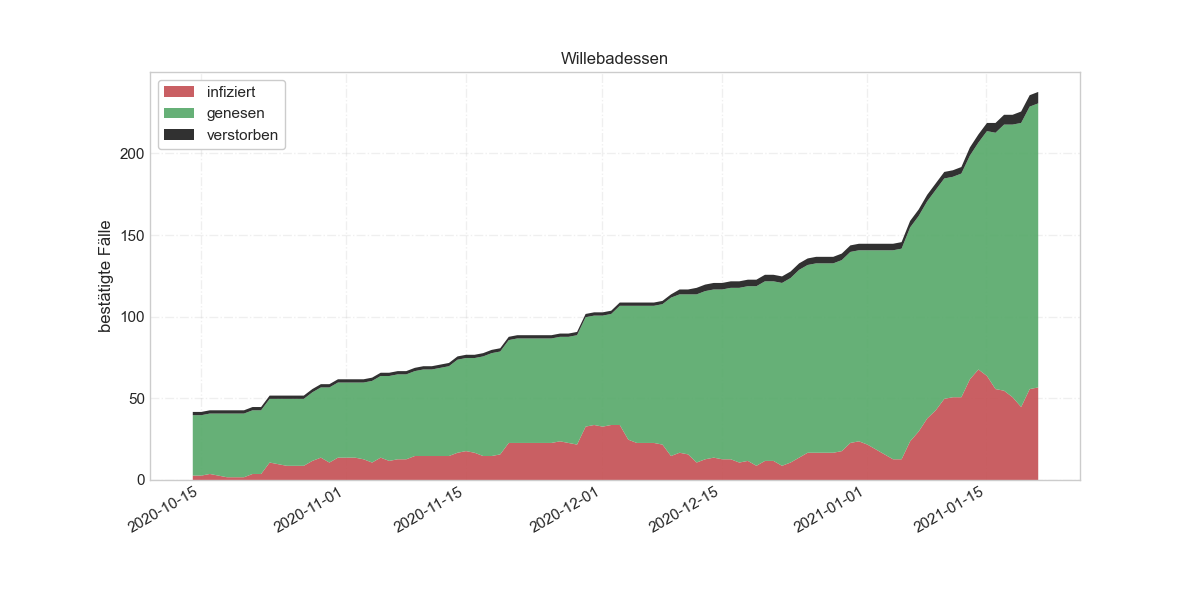 Willebadessen
infiziert
genesen
verstorben
bestätigte Fälle
200
150
100
50
0
2020-10-15
2020-11-01
2020-11-15
2020-12-01
2020-12-15
2021-01-01
2021-01-15